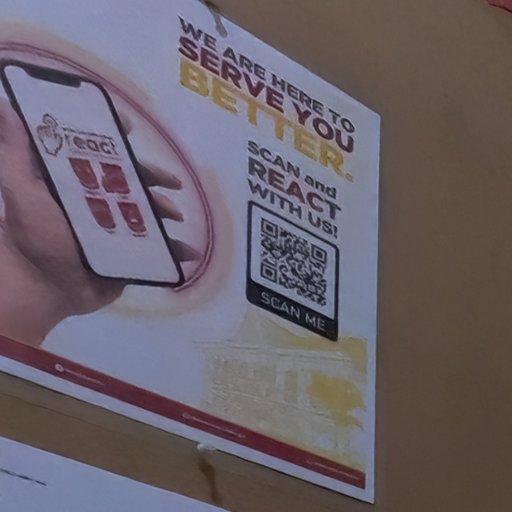 WE ARE HERE TO
SERVE YOU
BETTER.
SCAN and
REACT
WITH US!
SCAN ME
react